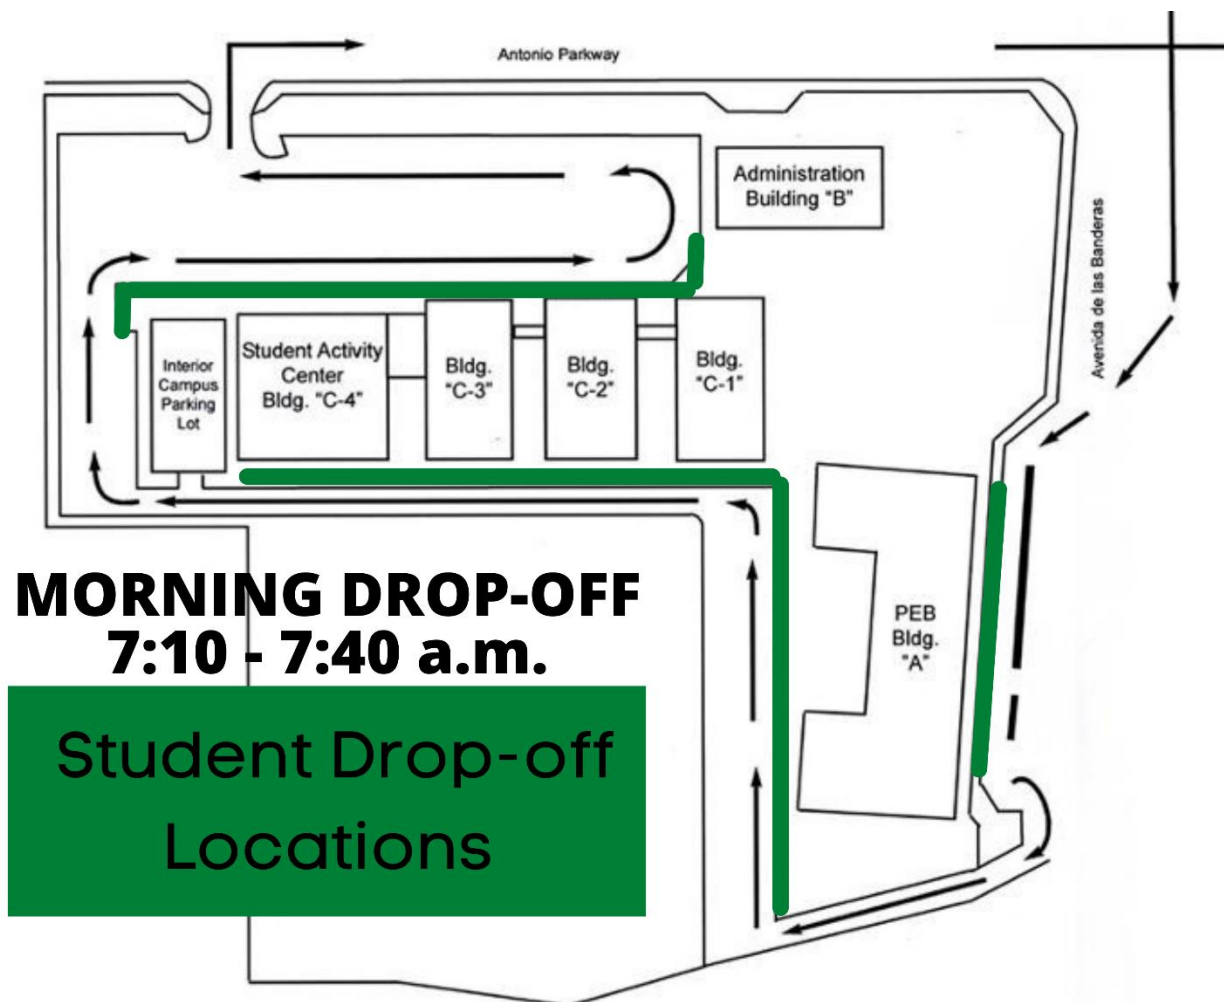 Antonio Parkway
Administration
Building "B"
Avenida de las Banderas
Interior
Campus
Parking
Lot
Student Activity
Center
Bldg. "C-4"
Bldg.
"C-3"
Bldg.
"C-2"
Bldg.
"C-1"
PEB
Bldg.
"A"
MORNING DROP-OFF
7:10 - 7:40 a.m.
Student Drop-off
Locations